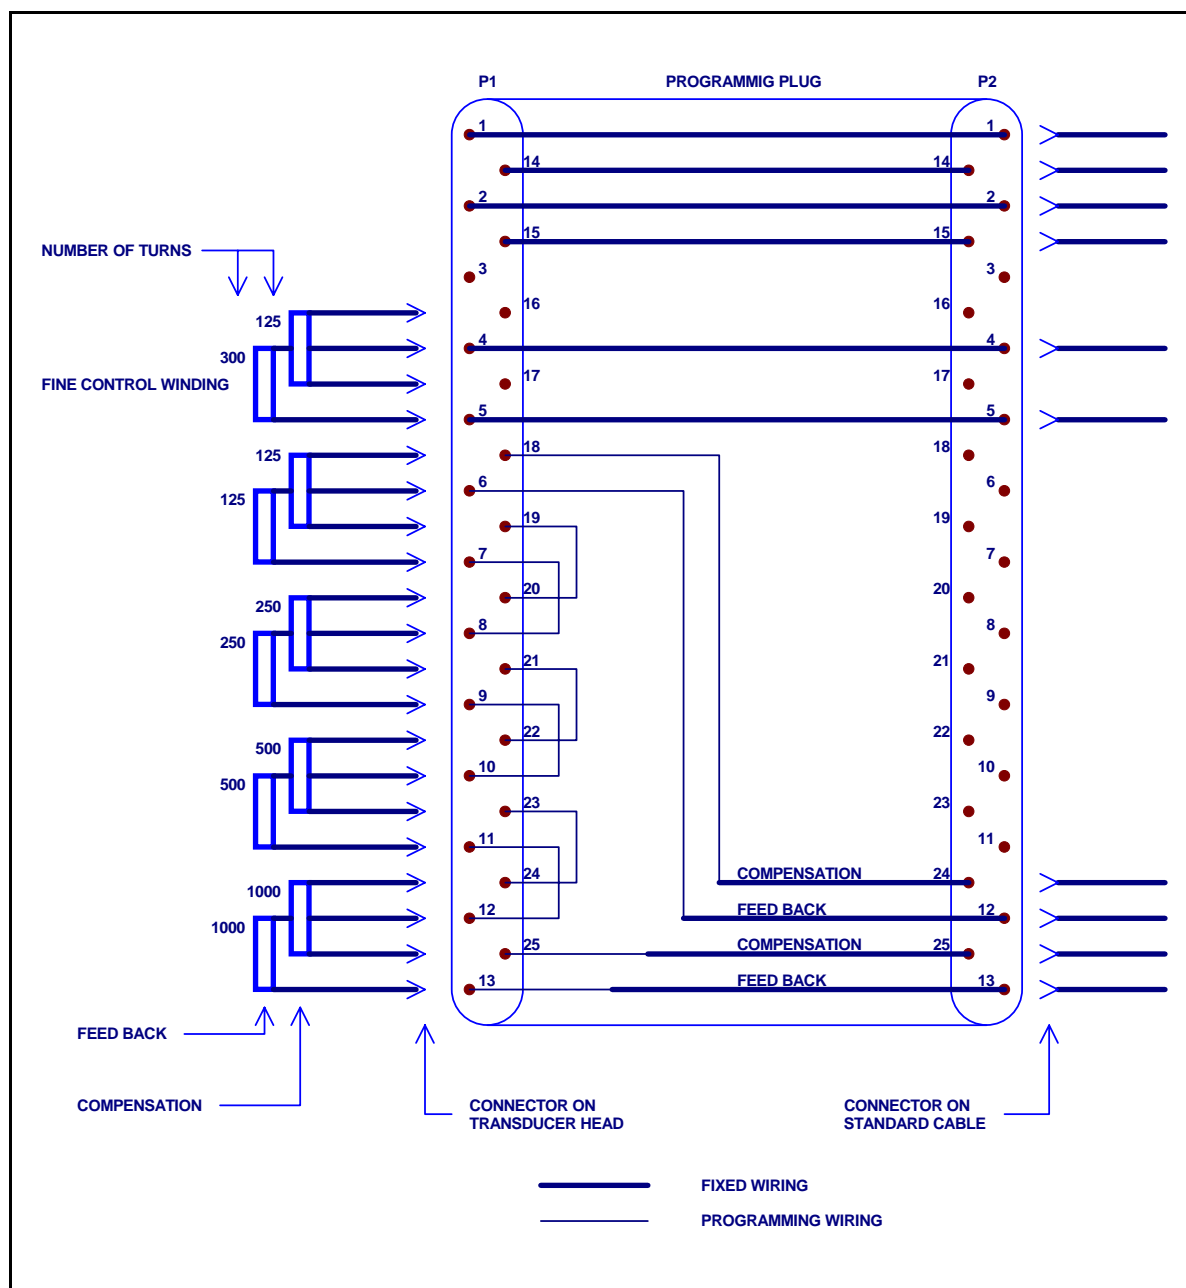 P1 PROGRAMMIG PLUG P2
1 1
14 14
2 2
15 15
NUMBER OF TURNS
3 3
16 16
125
4 4
300
FINE CONTROL WINDING
17 17
5 5
125
18 18
6 6
125
19 19
7 7
250
20 20
8 8
250
21 21
9 9
500
22 22
10 10
500
23 23
11 11
24 COMPENSATION 24
1000
12 FEED BACK 12
1000
25 COMPENSATION 25
13 FEED BACK 13
FEED BACK
COMPENSATION
CONNECTOR ON
TRANSDUCER HEAD
CONNECTOR ON
STANDARD CABLE
FIXED WIRING
PROGRAMMING WIRING